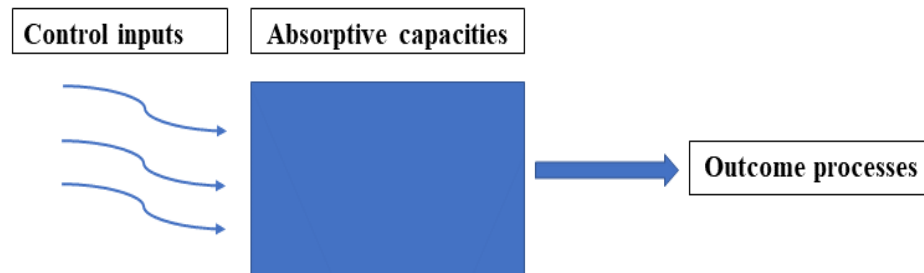 Control inputs
Absorptive capacities
Outcome processes